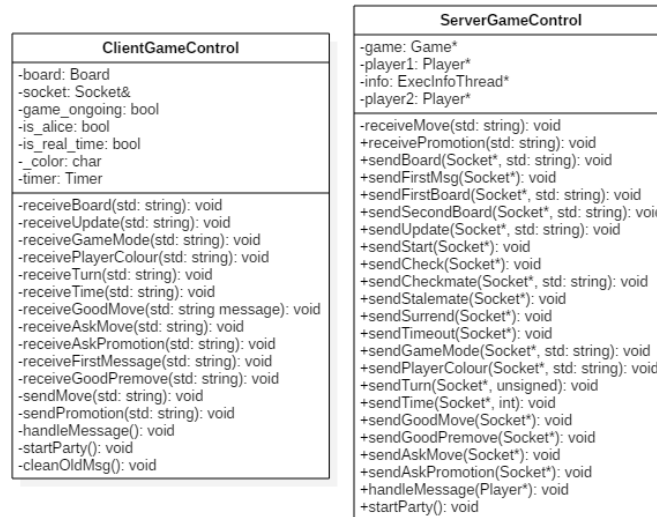 ClientGameControl
-board: Board
-socket: Socket&
-game_ongoing: bool
-is_alice: bool
-is_real_time: bool
-_color: char
-timer: Timer
-receiveBoard(std: string): void
-receiveUpdate(std: string): void
-receiveGameMode(std: string): void
-receivePlayerColour(std: string): void
-receiveTurn(std: string): void
-receiveTime(std: string): void
-receiveGoodMove(std: string message): void
-receiveAskMove(std: string): void
-receiveAskPromotion(std: string): void
-receiveFirstMessage(std: string): void
-receiveGoodPremove(std: string): void
-sendMove(std: string): void
-sendPromotion(std: string): void
-handleMessage(): void
-startParty(): void
-cleanOldMsg(): void
ServerGameControl
-game: Game*
-player1: Player*
-info: ExecInfoThread*
-player2: Player*
-receiveMove(std: string): void
+receivePromotion(std: string): void
+sendBoard(Socket*, std: string): void
+sendFirstMsg(Socket*): void
+sendFirstBoard(Socket*, std: string): void
+sendSecondBoard(Socket*, std: string): void
+sendUpdate(Socket*, std: string): void
+sendStart(Socket*): void
+sendCheck(Socket*): void
+sendCheckmate(Socket*, std: string): void
+sendStalemate(Socket*): void
+sendSurrend(Socket*): void
+sendTimeout(Socket*): void
+sendGameMode(Socket*, std: string): void
+sendPlayerColour(Socket*, std: string): void
+sendTurn(Socket*, unsigned): void
+sendTime(Socket*, int): void
+sendGoodMove(Socket*): void
+sendGoodPremove(Socket*): void
+sendAskMove(Socket*): void
+sendAskPromotion(Socket*): void
+handleMessage(Player*): void
+startParty(): void